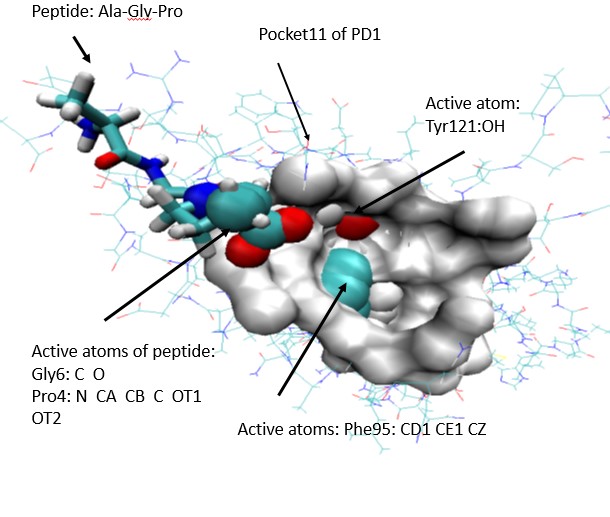 Peptide: Ala-Gly-Pro
Pocket11 of PD1
Active atom:
Tyr121:OH
Active atoms of peptide:
Gly6: C  O
Pro4: N  CA  CB  C  OT1
OT2
Active atoms: Phe95: CD1 CE1 CZ